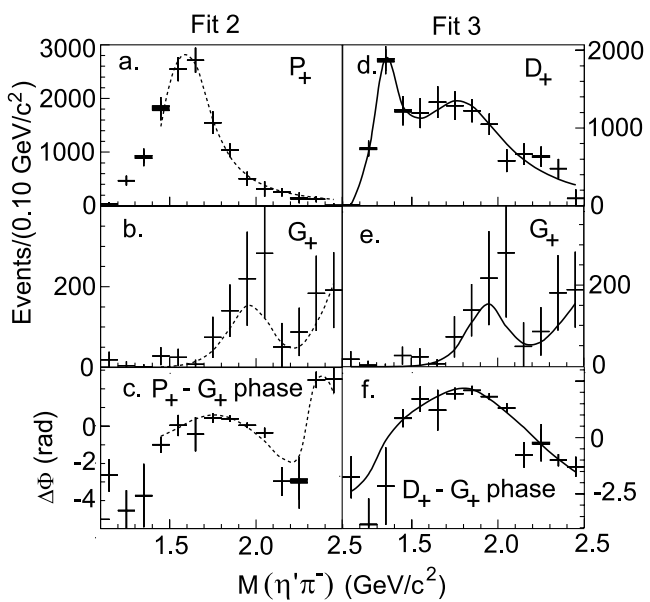 Fit 2 Fit 3
a. P+ d. D+
3000 2000
2000
1000 1000
0 0
b. G+ e. G+
200 200
0 0
c. P+ - G+ phase f.
0 0
-2
-4 -2.5
D+ - G+ phase
1.5 2.0 2.5 1.5 2.0 2.5
Events/(0.10 GeV/c²)
ΔΦ (rad)
M(η'π⁻) (GeV/c²)